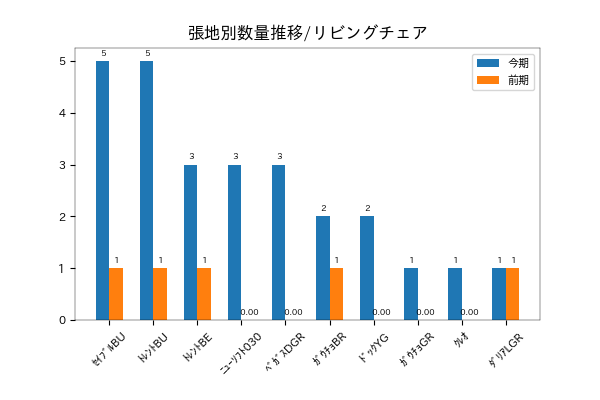 張地別数量推移/リビングチェア
今期
前期
5
4
3
2
1
0
5 1
5 1
3 1
3 0.00
3 0.00
2 1
2 0.00
1 0.00
1 0.00
1 1
ｾｲﾌﾞﾙBU
ﾄﾚﾝﾄBU
ﾄﾚﾝﾄBE
ﾆｭｰｿﾌﾄ030
ﾍﾞｶﾞｽDGR
ｶﾞｳﾁｮBR
ﾄﾞｯｸYG
ｶﾞｳﾁｮGR
ｸﾚｵ
ﾀﾞﾘｱLGR